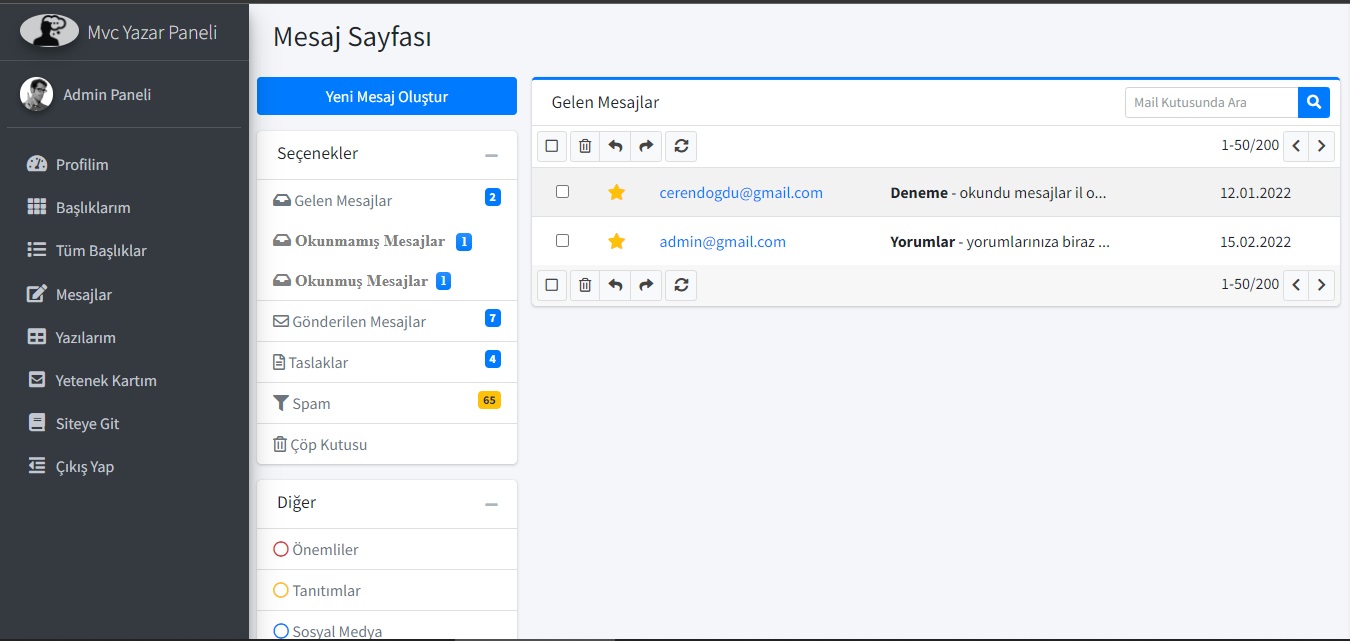 Mvc Yazar Paneli
Admin Paneli
Profilim
Başlıklarım
Tüm Başlıklar
Mesajlar
Yazılarım
Yetenek Kartım
Siteye Git
Çıkış Yap
Mesaj Sayfası
Yeni Mesaj Oluştur
Seçenekler
Gelen Mesajlar 2
Okunmamış Mesajlar 1
Okunmuş Mesajlar 1
Gönderilen Mesajlar 7
Taslaklar 4
Spam 65
Çöp Kutusu
Diğer
Önemliler
Tanıtımlar
Sosyal Medya
Gelen Mesajlar
Mail Kutusunda Ara
1-50/200
cerendogdu@gmail.com Deneme - okundu mesajlar il o... 12.01.2022
admin@gmail.com Yorumlar - yorumlarınıza biraz ... 15.02.2022
1-50/200